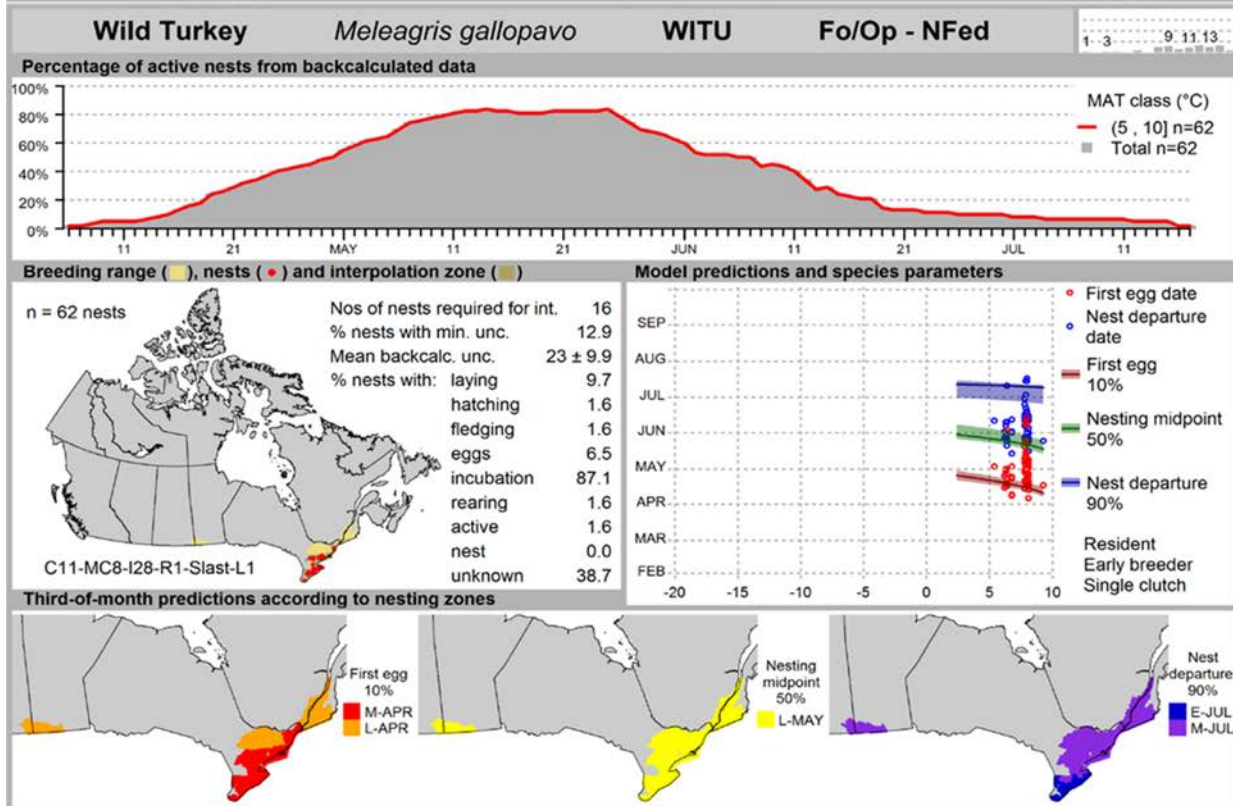 Wild Turkey Meleagris gallopavo WITU Fo/Op - NFed
1 3 9 11 13
Percentage of active nests from backcalculated data
100%
80%
60%
40%
20%
0%
MAT class (°C)
(5 , 10] n=62
Total n=62
11 21 MAY 11 21 JUN 11 21 JUL 11
Breeding range ( ), nests ( ) and interpolation zone ( )
n = 62 nests
Nos of nests required for int. 16
% nests with min. unc. 12.9
Mean backcalc. unc. 23 ± 9.9
% nests with: laying 9.7
hatching 1.6
fledging 1.6
eggs 6.5
incubation 87.1
rearing 1.6
active 1.6
nest 0.0
unknown 38.7
C11-MC8-I28-R1-Slast-L1
Model predictions and species parameters
SEP
AUG
JUL
JUN
MAY
APR
MAR
FEB
-20 -15 -10 -5 0 5 10
First egg date
Nest departure
date
First egg
10%
Nesting
midpoint
50%
Nest departure
90%
Resident
Early breeder
Single clutch
Third-of-month predictions according to nesting zones
First egg
10%
M-APR
L-APR
Nesting
midpoint
50%
L-MAY
Nest
departure
90%
E-JUL
M-JUL